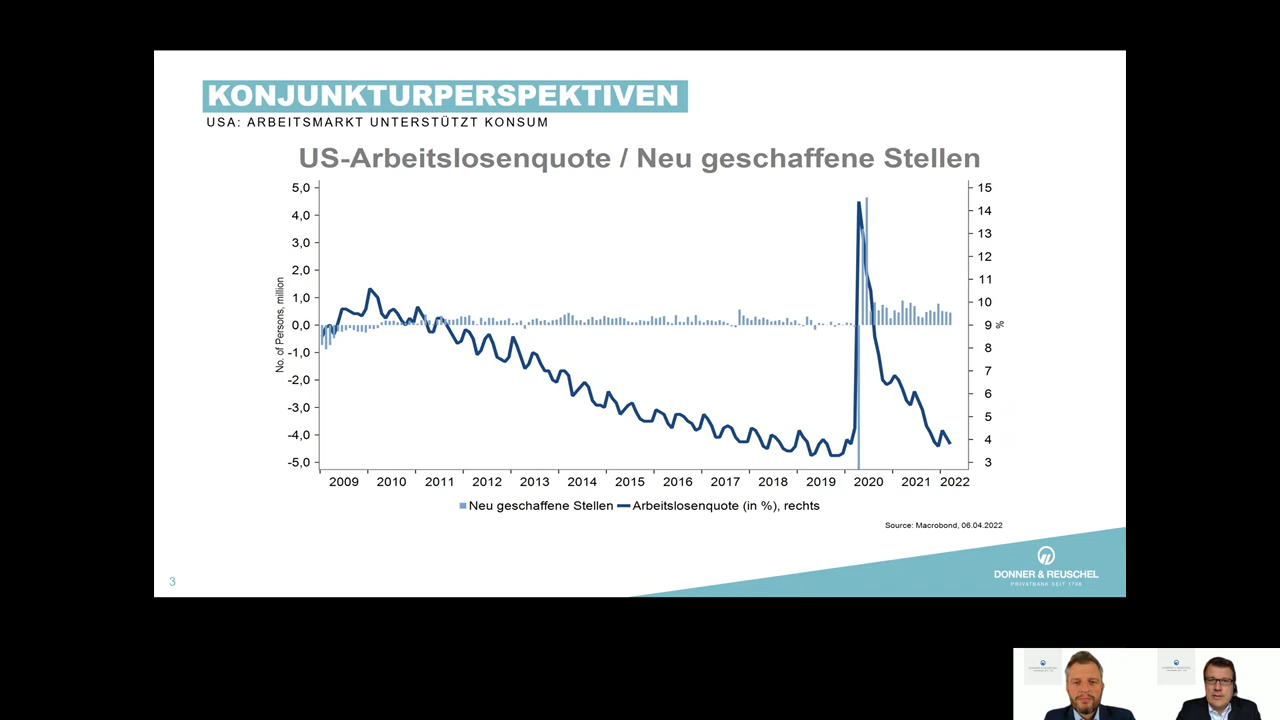 KONJUNKTURPERSPEKTIVEN
USA: ARBEITSMARKT UNTERSTÜTZT KONSUM
US-Arbeitslosenquote / Neu geschaffene Stellen
No. of Persons, million
5,0
4,0
3,0
2,0
1,0
0,0
-1,0
-2,0
-3,0
-4,0
-5,0
15
14
13
12
11
10
9
8
7
6
5
4
3
%
2009 2010 2011 2012 2013 2014 2015 2016 2017 2018 2019 2020 2021 2022
Neu geschaffene Stellen Arbeitslosenquote (in %), rechts
Source: Macrobond, 06.04.2022
3
DONNER & REUSCHEL
PRIVATBANK SEIT 1798